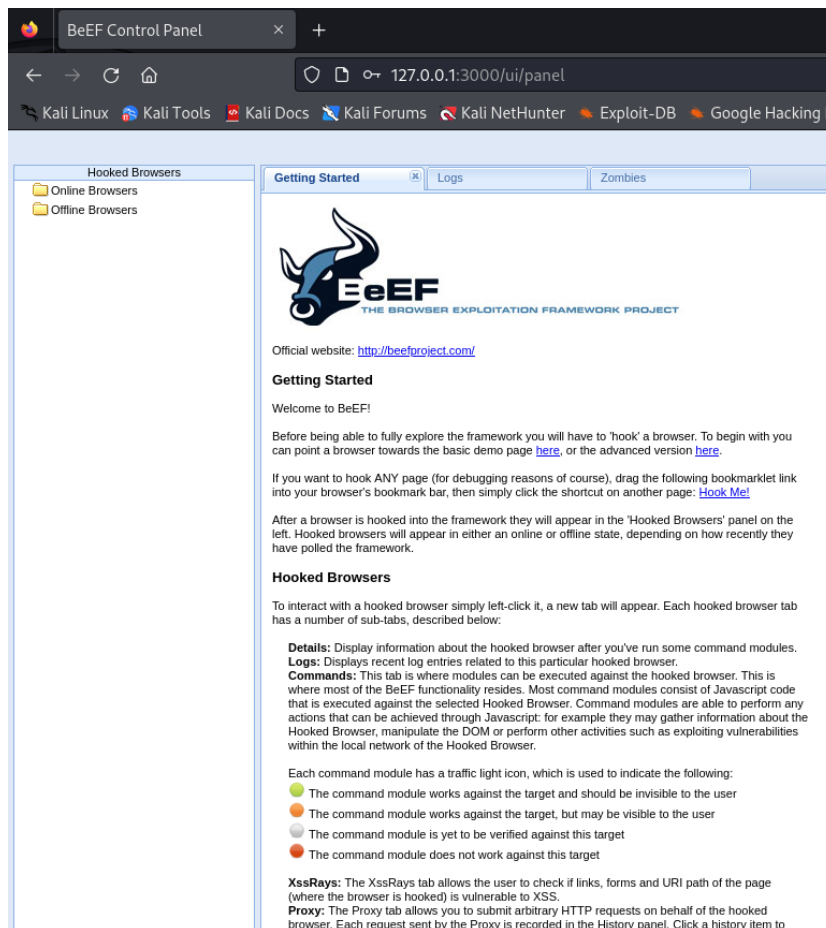 BeEF Control Panel
127.0.0.1:3000/ui/panel
Kali Linux Kali Tools Kali Docs Kali Forums Kali NetHunter Exploit-DB Google Hacking
Hooked Browsers
Online Browsers
Offline Browsers
Getting Started Logs Zombies
BeEF
THE BROWSER EXPLOITATION FRAMEWORK PROJECT
Official website: http://beefproject.com/
Getting Started
Welcome to BeEF!
Before being able to fully explore the framework you will have to 'hook' a browser. To begin with you
can point a browser towards the basic demo page here, or the advanced version here.
If you want to hook ANY page (for debugging reasons of course), drag the following bookmarklet link
into your browser's bookmark bar, then simply click the shortcut on another page: Hook Me!
After a browser is hooked into the framework they will appear in the 'Hooked Browsers' panel on the
left. Hooked browsers will appear in either an online or offline state, depending on how recently they
have polled the framework.
Hooked Browsers
To interact with a hooked browser simply left-click it, a new tab will appear. Each hooked browser tab
has a number of sub-tabs, described below:
Details: Display information about the hooked browser after you've run some command modules.
Logs: Displays recent log entries related to this particular hooked browser.
Commands: This tab is where modules can be executed against the hooked browser. This is
where most of the BeEF functionality resides. Most command modules consist of Javascript code
that is executed against the selected Hooked Browser. Command modules are able to perform any
actions that can be achieved through Javascript: for example they may gather information about the
Hooked Browser, manipulate the DOM or perform other activities such as exploiting vulnerabilities
within the local network of the Hooked Browser.
Each command module has a traffic light icon, which is used to indicate the following:
The command module works against the target and should be invisible to the user
The command module works against the target, but may be visible to the user
The command module is yet to be verified against this target
The command module does not work against this target
XssRays: The XssRays tab allows the user to check if links, forms and URI path of the page
(where the browser is hooked) is vulnerable to XSS.
Proxy: The Proxy tab allows you to submit arbitrary HTTP requests on behalf of the hooked
browser. Each request sent by the Proxy is recorded in the History panel. Click a history item to